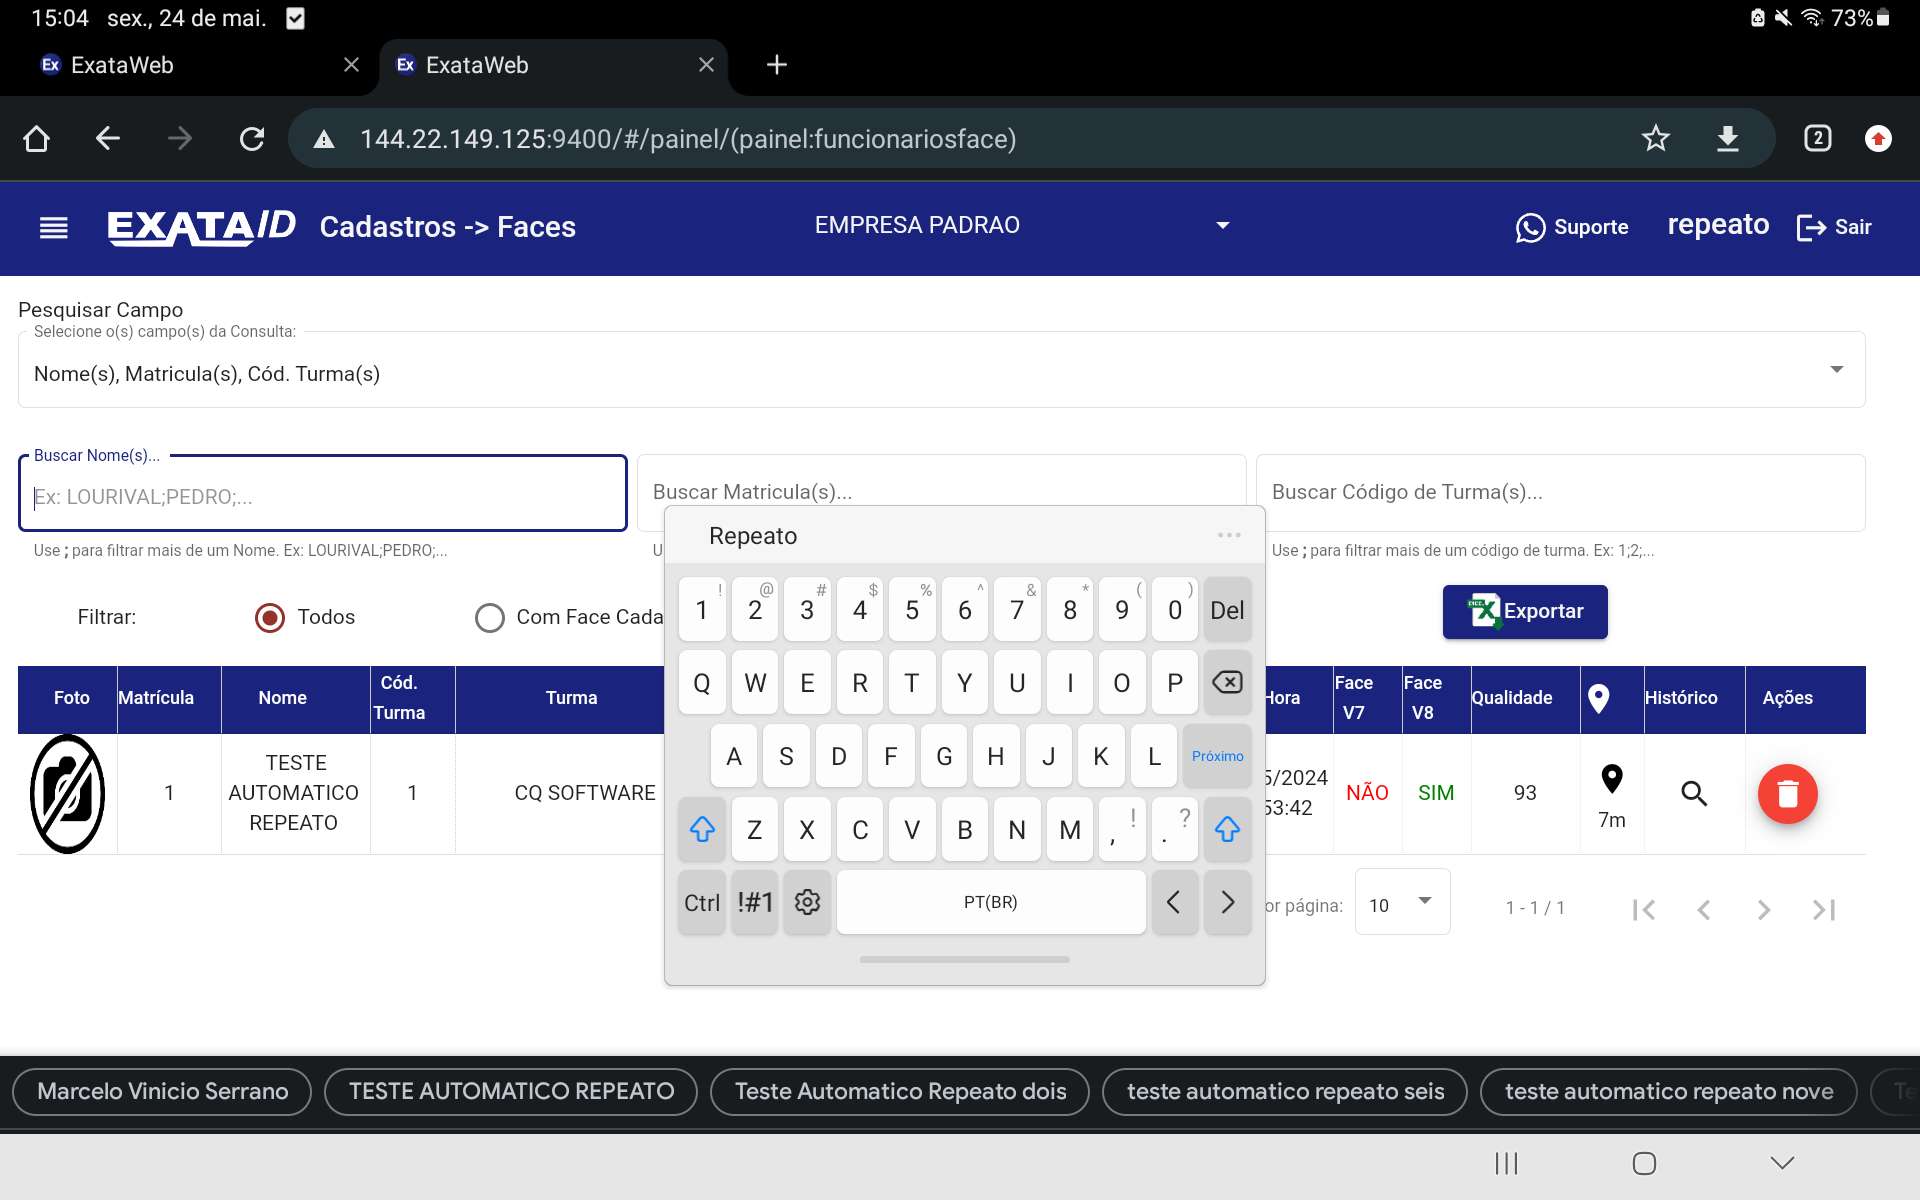 15:04 sex., 24 de mai. 73%
Ex ExataWeb Ex ExataWeb
144.22.149.125:9400/#/painel/(painel:funcionariosface) 2
EXATA/ID Cadastros -> Faces EMPRESA PADRAO Suporte repeato Sair
Pesquisar Campo
Selecione o(s) campo(s) da Consulta:
Nome(s), Matricula(s), Cód. Turma(s)
Buscar Nome(s)...
Ex: LOURIVAL;PEDRO;... Buscar Matricula(s)... Buscar Código de Turma(s)...
Use ; para filtrar mais de um Nome. Ex: LOURIVAL;PEDRO;... U Use ; para filtrar mais de um código de turma. Ex: 1;2;...
Filtrar: Todos Com Face Cada Exportar
Foto Matrícula Nome Cód. Turma Turma Hora Face V7 Face V8 Qualidade Histórico Ações
1 TESTE AUTOMATICO REPEATO 1 CQ SOFTWARE 5/2024 53:42 NÃO SIM 93 7m
or página: 10 1 - 1 / 1
Repeato
! @ # $ % ^ & * ( )
1 2 3 4 5 6 7 8 9 0 Del
Q W E R T Y U I O P
A S D F G H J K L Próximo
Z X C V B N M , ! . ?
Ctrl !#1 PT(BR) < >
Marcelo Vinicio Serrano TESTE AUTOMATICO REPEATO Teste Automatico Repeato dois teste automatico repeato seis teste automatico repeato nove Te